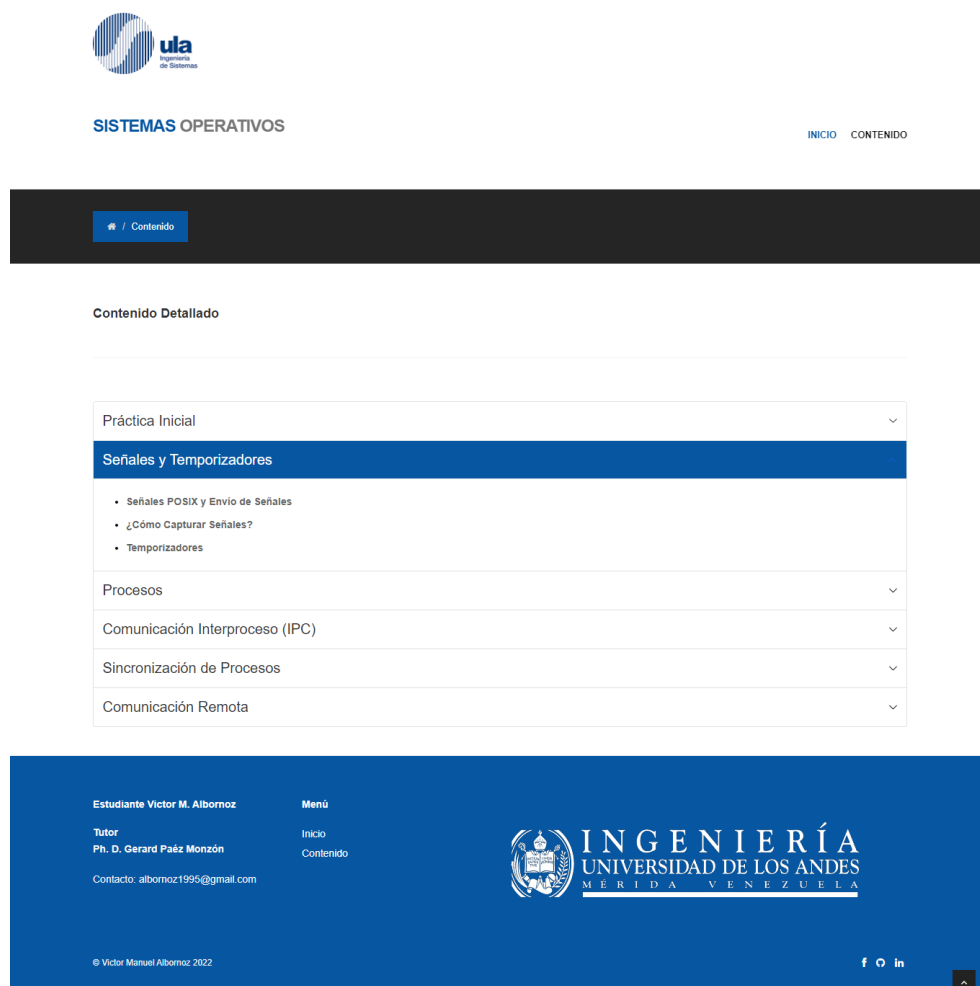 ula
Ingeniería
de Sistemas
SISTEMAS OPERATIVOS
INICIO CONTENIDO
/ Contenido
Contenido Detallado
Práctica Inicial
Señales y Temporizadores
Señales POSIX y Envío de Señales
¿Cómo Capturar Señales?
Temporizadores
Procesos
Comunicación Interproceso (IPC)
Sincronización de Procesos
Comunicación Remota
Estudiante Victor M. Albornoz
Tutor
Ph. D. Gerard Paéz Monzón
Contacto: albornoz1995@gmail.com
Menú
Inicio
Contenido
INGENIERÍA
UNIVERSIDAD DE LOS ANDES
MÉRIDA VENEZUELA
© Victor Manuel Albornoz 2022